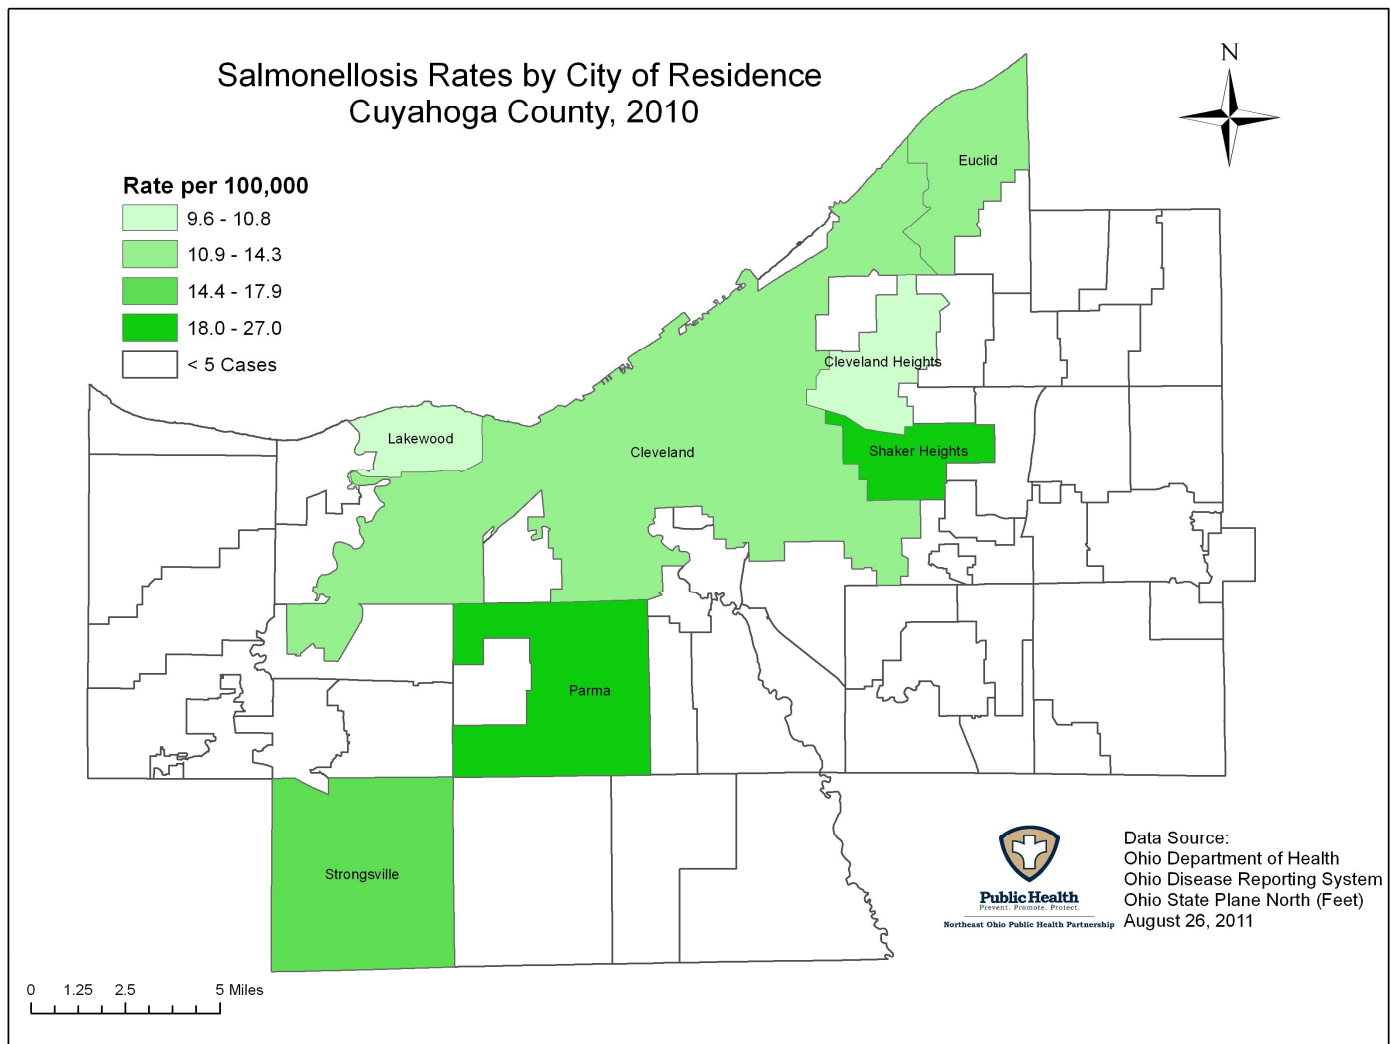 Salmonellosis Rates by City of Residence
Cuyahoga County, 2010
N
Rate per 100,000
9.6 - 10.8
10.9 - 14.3
14.4 - 17.9
18.0 - 27.0
< 5 Cases
Euclid
Cleveland Heights
Lakewood
Cleveland
Shaker Heights
Parma
Strongsville
Public Health
Prevent. Promote. Protect.
Northeast Ohio Public Health Partnership
Data Source:
Ohio Department of Health
Ohio Disease Reporting System
Ohio State Plane North (Feet)
August 26, 2011
0 1.25 2.5 5 Miles